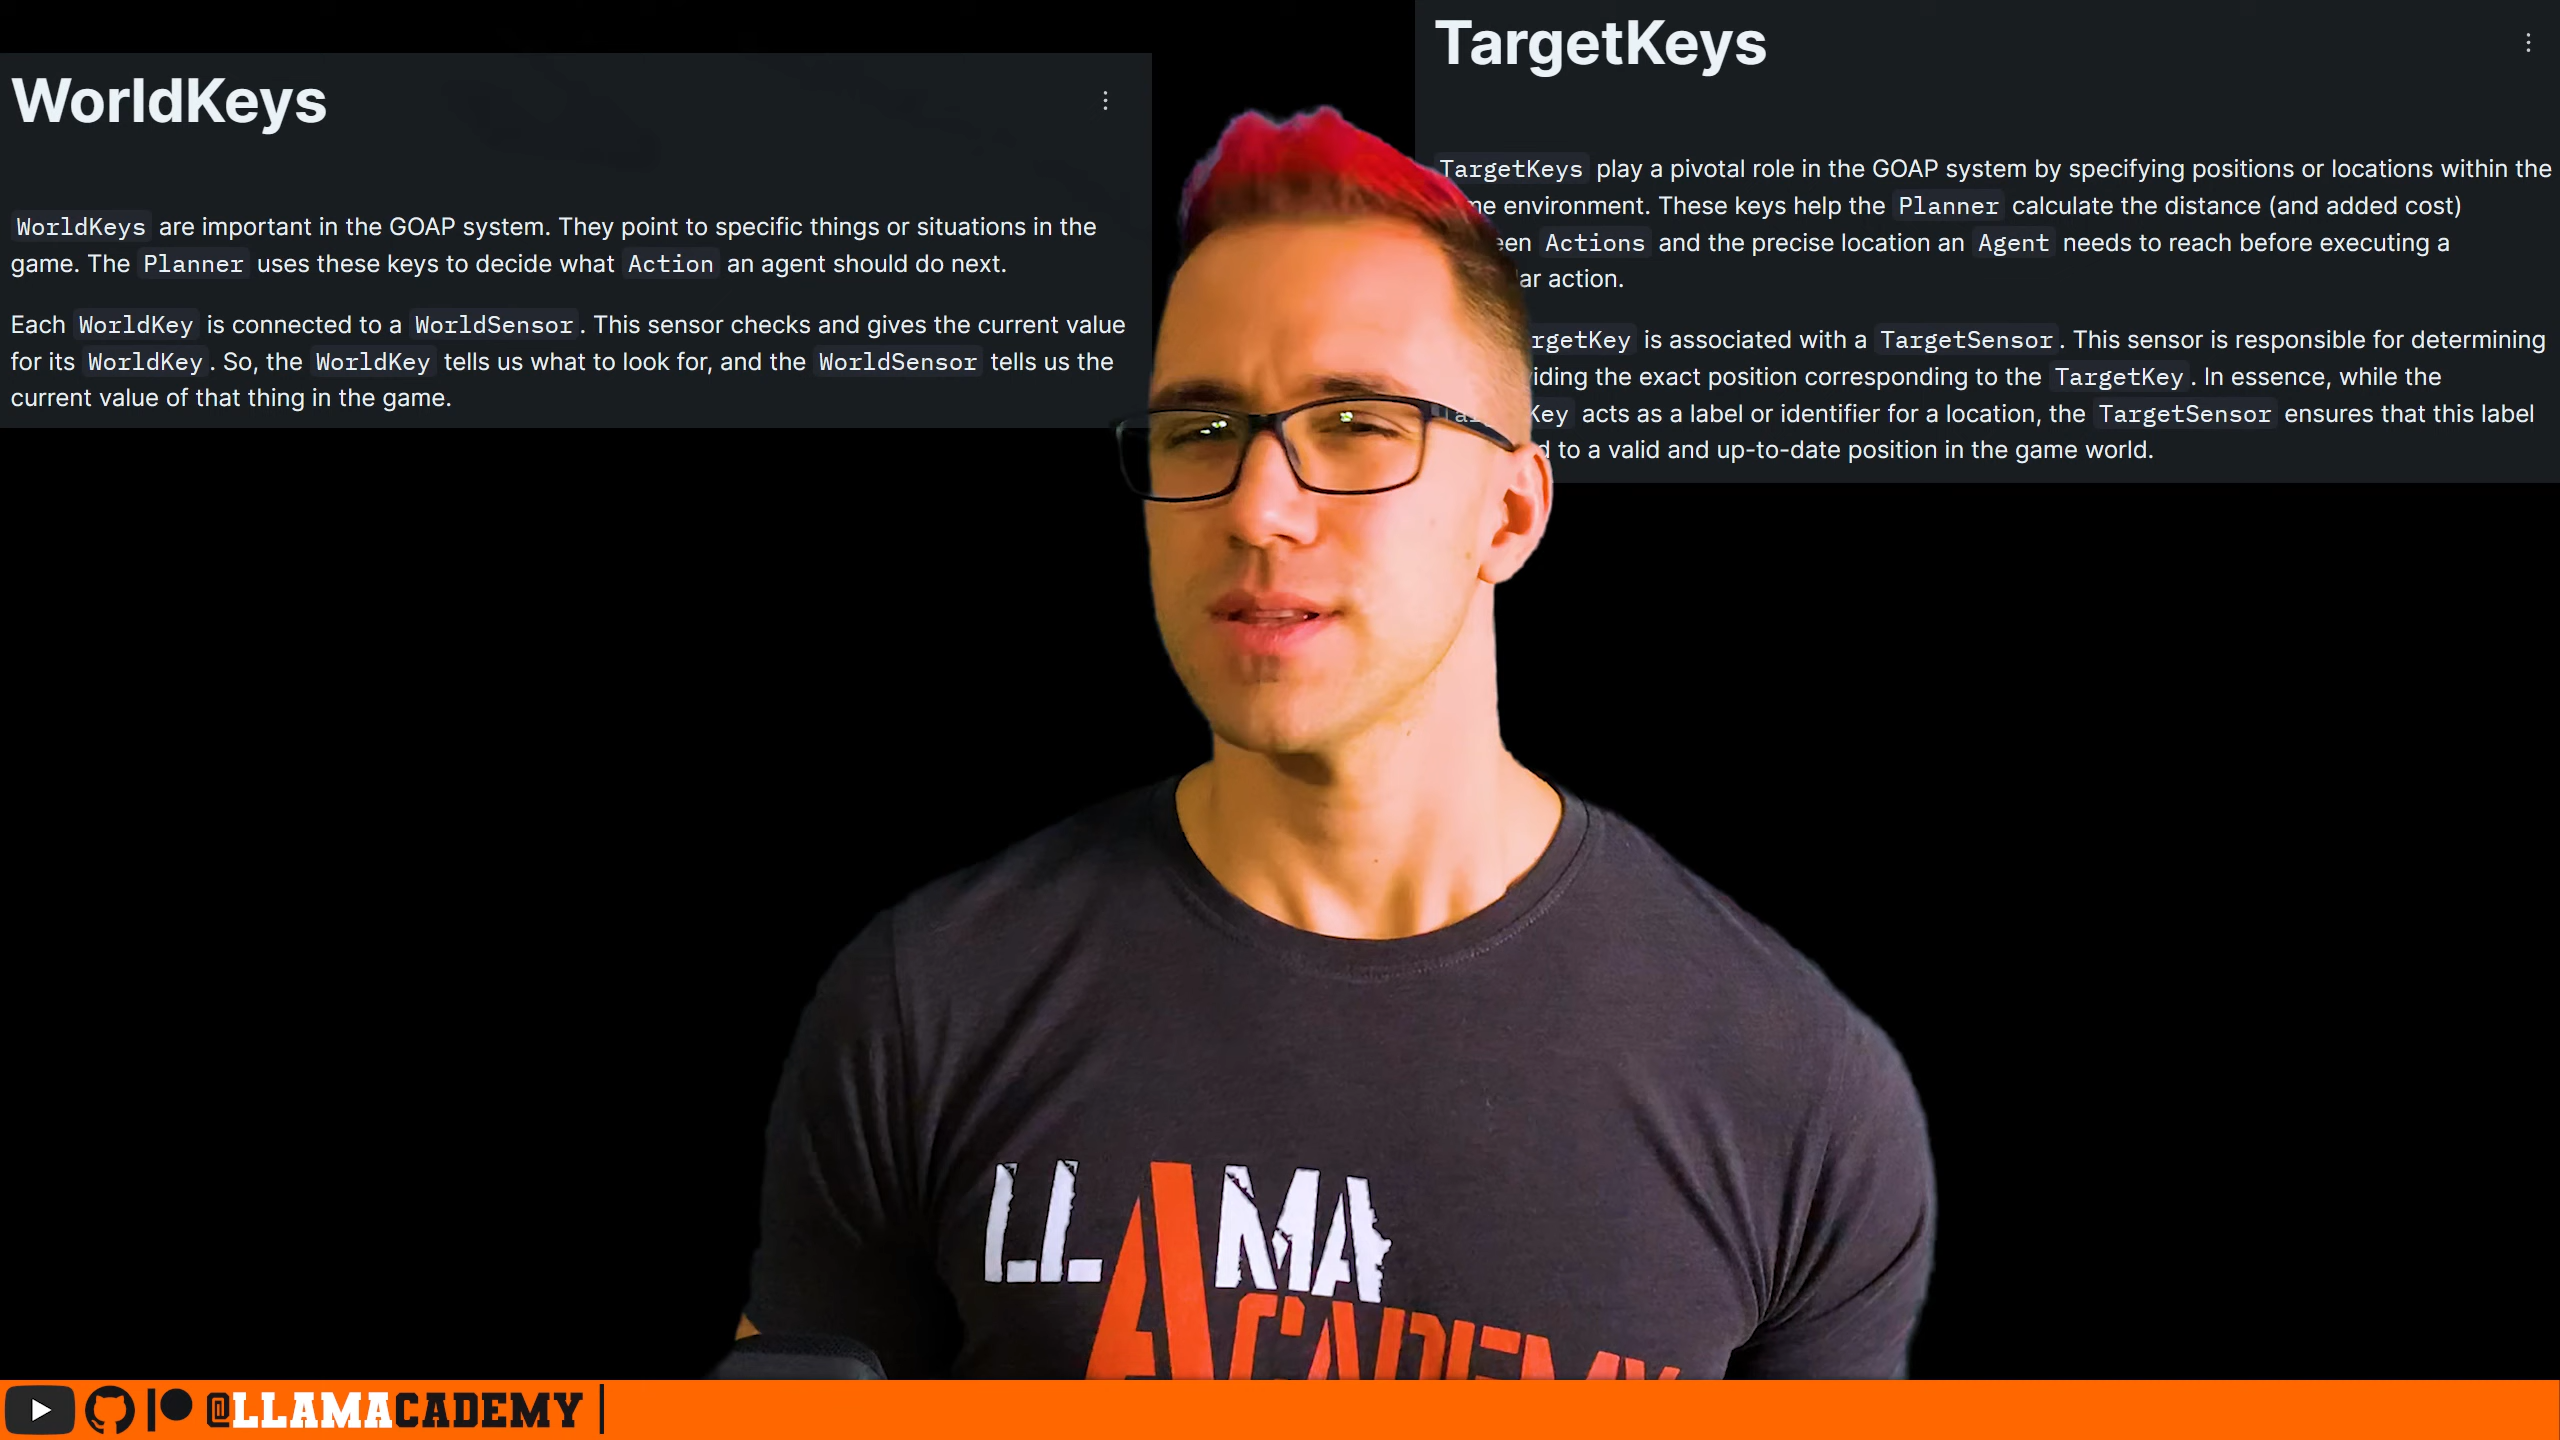 WorldKeys
WorldKeys are important in the GOAP system. They point to specific things or situations in the
game. The Planner uses these keys to decide what Action an agent should do next.
Each WorldKey is connected to a WorldSensor. This sensor checks and gives the current value
for its WorldKey. So, the WorldKey tells us what to look for, and the WorldSensor tells us the
current value of that thing in the game.
TargetKeys
TargetKeys play a pivotal role in the GOAP system by specifying positions or locations within the
environment. These keys help the Planner calculate the distance (and added cost)
Actions and the precise location an Agent needs to reach before executing a
action.
is associated with a TargetSensor. This sensor is responsible for determining
the exact position corresponding to the TargetKey. In essence, while the
acts as a label or identifier for a location, the TargetSensor ensures that this label
to a valid and up-to-date position in the game world.
LLAMA
ACADEMY
@LLAMACADEMY